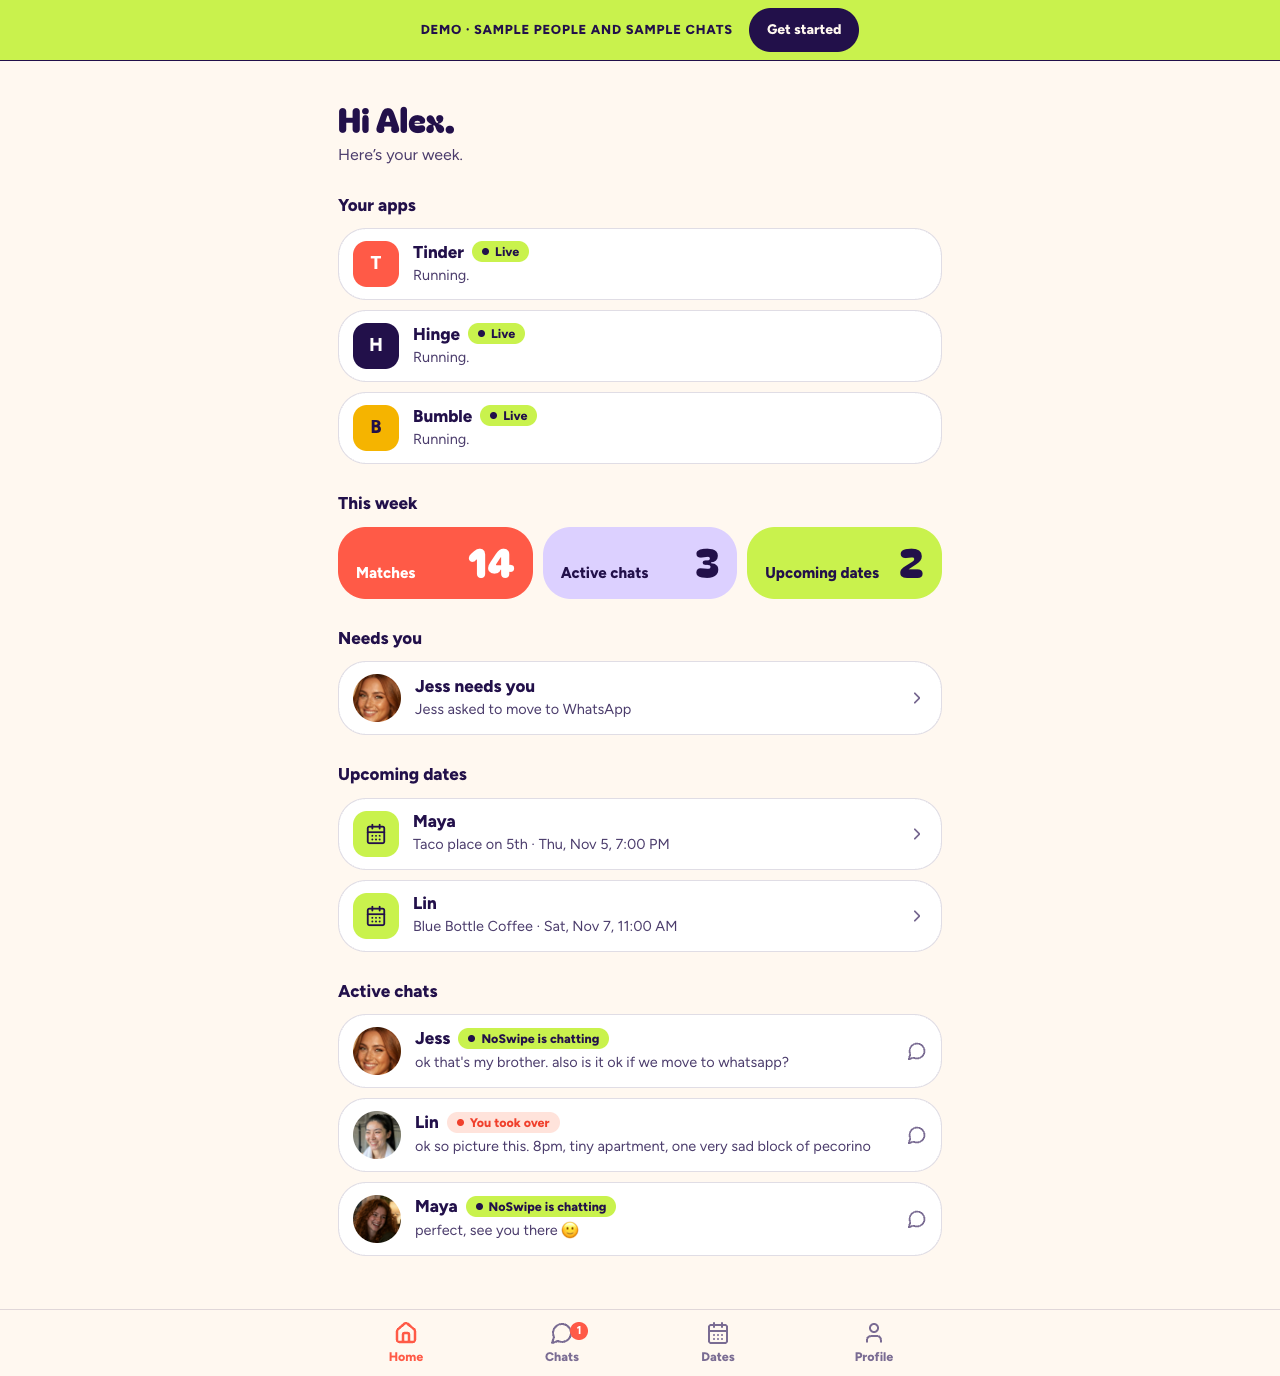 DEMO · SAMPLE PEOPLE AND SAMPLE CHATS
Get started
Hi Alex.
Here's your week.
Your apps
T
Tinder
Live
Running.
H
Hinge
Live
Running.
B
Bumble
Live
Running.
This week
Matches
14
Active chats
3
Upcoming dates
2
Needs you
Jess needs you
Jess asked to move to WhatsApp
Upcoming dates
Maya
Taco place on 5th · Thu, Nov 5, 7:00 PM
Lin
Blue Bottle Coffee · Sat, Nov 7, 11:00 AM
Active chats
Jess
NoSwipe is chatting
ok that's my brother. also is it ok if we move to whatsapp?
Lin
You took over
ok so picture this. 8pm, tiny apartment, one very sad block of pecorino
Maya
NoSwipe is chatting
perfect, see you there 🙂
Home
Chats
1
Dates
Profile